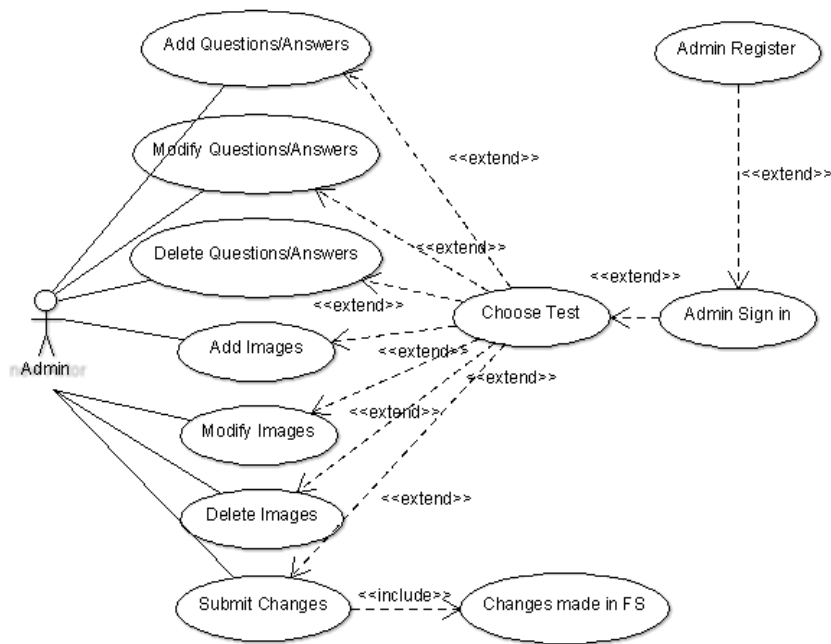 Add Questions/Answers
Admin Register
Modify Questions/Answers
<<extend>>
<<extend>>
Delete Questions/Answers
<<extend>>
<<extend>>
<<extend>>
Choose Test
Admin Sign in
Add Images
<<extend>>
Admin
<<extend>>
Modify Images
<<extend>>
<<extend>>
Delete Images
<<include>>
Submit Changes
Changes made in FS